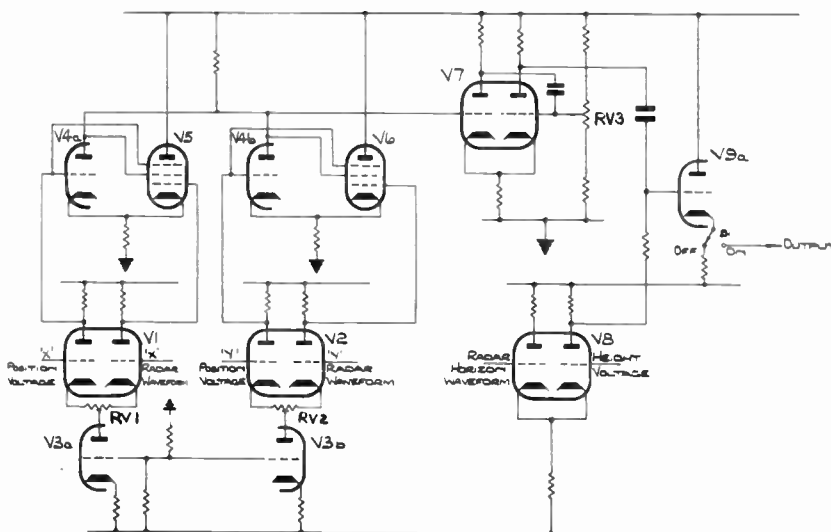 V4a
V5
V4b
V6
V7
RV3
V9a
OFF
ON
OUTPUT
V1
'X'
POSITION
VOLTAGE
'X'
RADAR
WAVEFORM
V2
'Y'
POSITION
VOLTAGE
'Y'
RADAR
WAVEFORM
V8
RADAR
HORIZON
WAVEFORM
HEIGHT
VOLTAGE
RV1
RV2
V3a
V3b